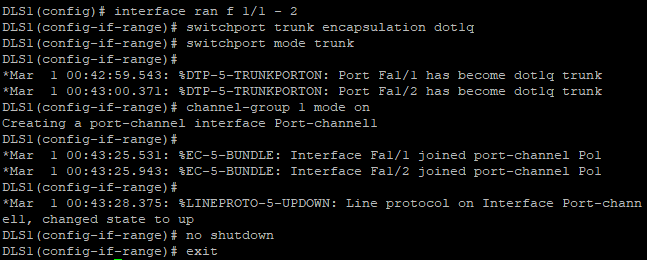 DLS1(config)# interface ran f 1/1 - 2
DLS1(config-if-range)# switchport trunk encapsulation dot1q
DLS1(config-if-range)# switchport mode trunk
DLS1(config-if-range)#
*Mar  1 00:42:59.543: %DTP-5-TRUNKPORTON: Port Fa1/1 has become dot1q trunk
*Mar  1 00:43:00.371: %DTP-5-TRUNKPORTON: Port Fa1/2 has become dot1q trunk
DLS1(config-if-range)# channel-group 1 mode on
Creating a port-channel interface Port-channel1
DLS1(config-if-range)#
*Mar  1 00:43:25.531: %EC-5-BUNDLE: Interface Fa1/1 joined port-channel Po1
*Mar  1 00:43:25.943: %EC-5-BUNDLE: Interface Fa1/2 joined port-channel Po1
DLS1(config-if-range)#
*Mar  1 00:43:28.375: %LINEPROTO-5-UPDOWN: Line protocol on Interface Port-chann
el1, changed state to up
DLS1(config-if-range)# no shutdown
DLS1(config-if-range)# exit